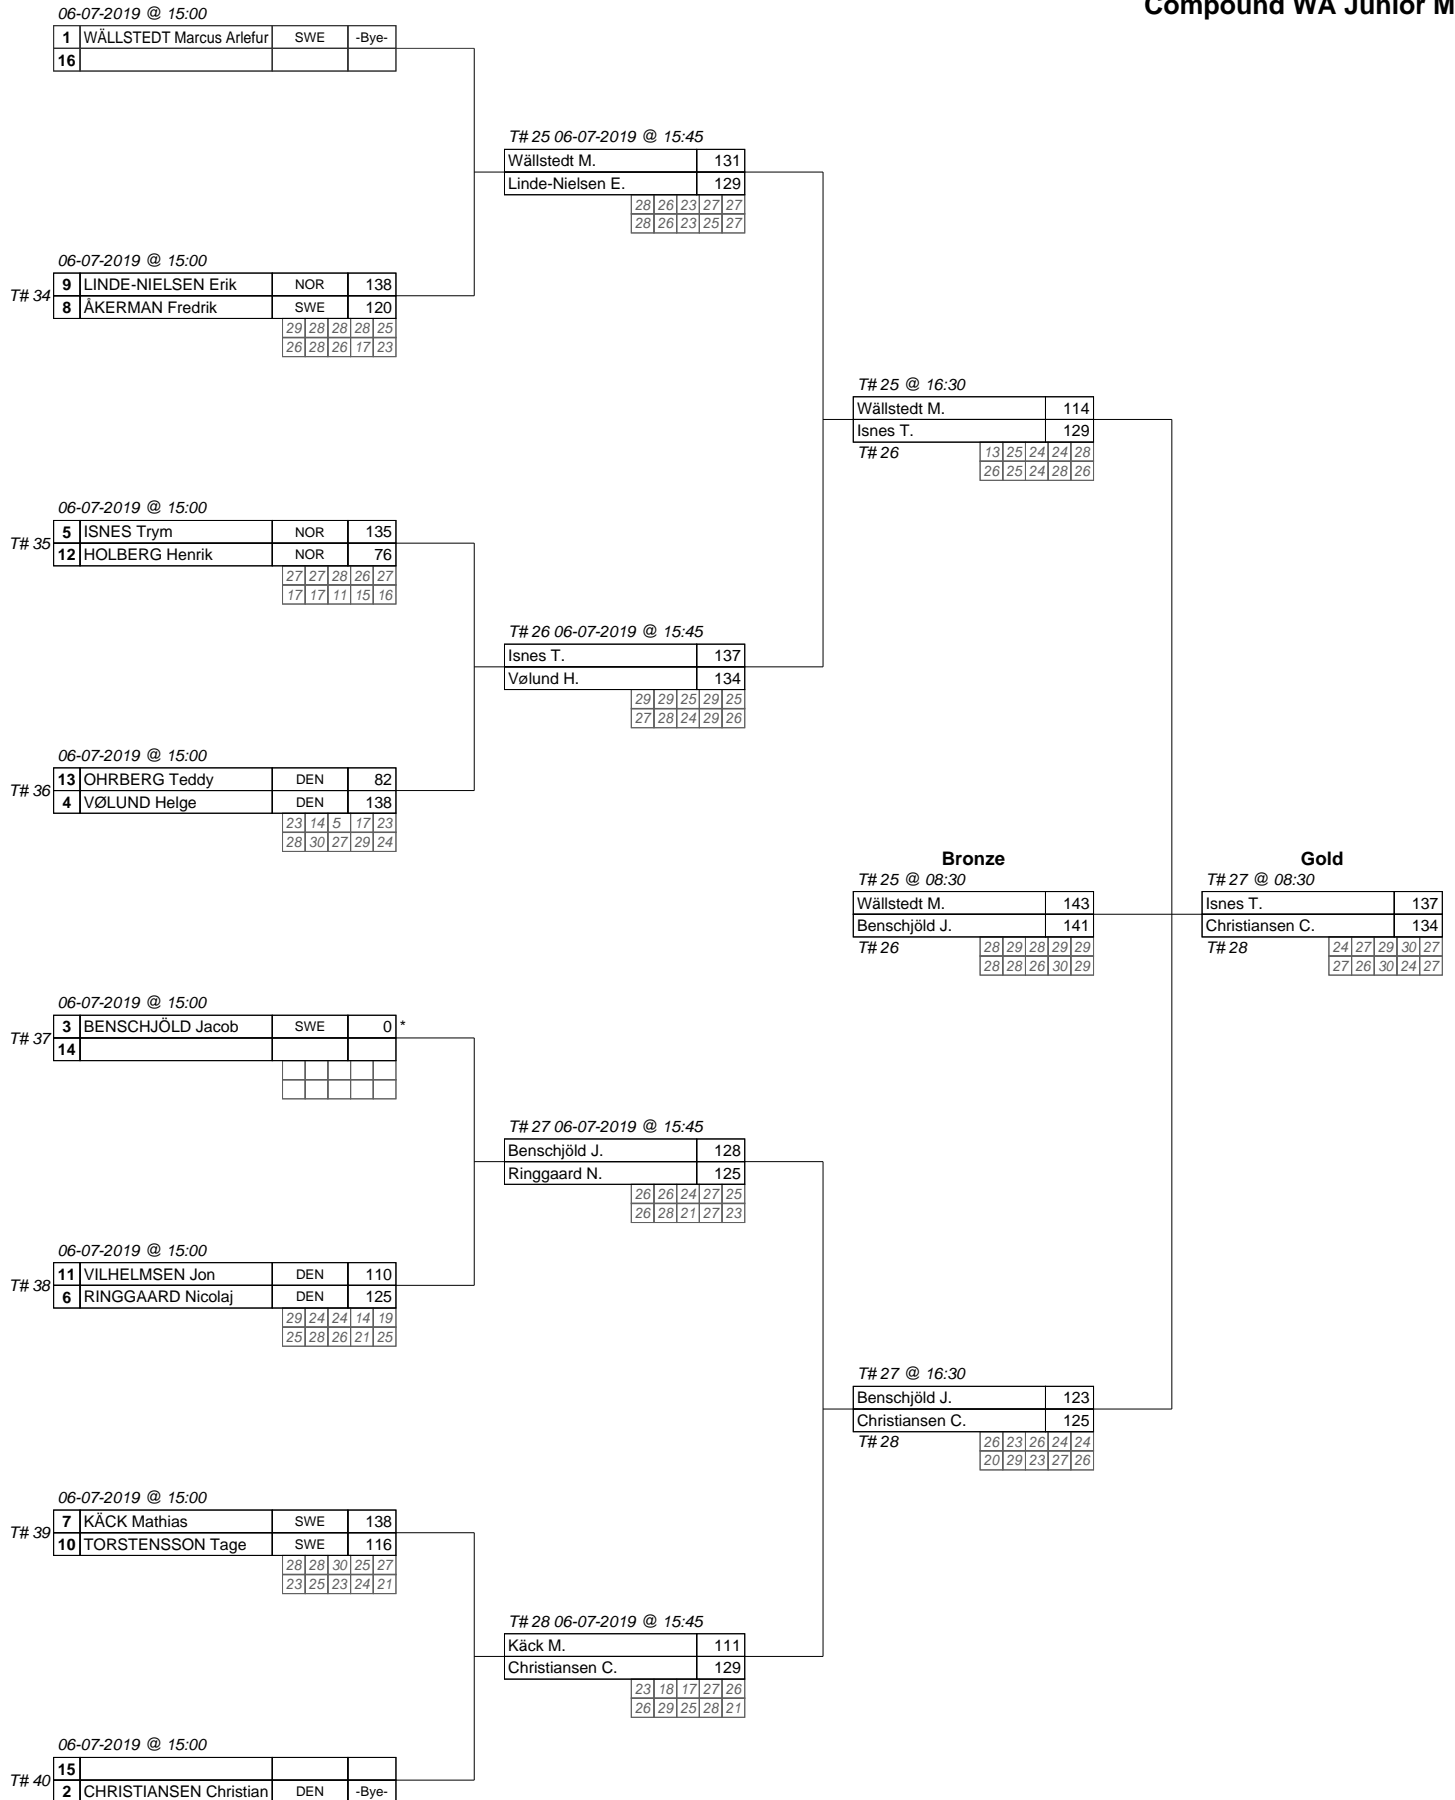 Compound WA Junior M
06-07-2019 @ 15:00
1 WÄLLSTEDT Marcus Arlefur SWE -Bye-
16
T# 25 06-07-2019 @ 15:45
Wällstedt M. 131
Linde-Nielsen E. 129
28 26 23 27 27
28 26 23 25 27
06-07-2019 @ 15:00
T# 34
9 LINDE-NIELSEN Erik NOR 138
8 ÅKERMAN Fredrik SWE 120
29 28 28 28 25
26 28 26 17 23
T# 25 @ 16:30
Wällstedt M. 114
Isnes T. 129
T# 26 13 25 24 24 28
26 25 24 28 26
06-07-2019 @ 15:00
T# 35
5 ISNES Trym NOR 135
12 HOLBERG Henrik NOR 76
27 27 28 26 27
17 17 11 15 16
T# 26 06-07-2019 @ 15:45
Isnes T. 137
Vølund H. 134
29 29 25 29 25
27 28 24 29 26
06-07-2019 @ 15:00
T# 36
13 OHRBERG Teddy DEN 82
4 VØLUND Helge DEN 138
23 14 5 17 23
28 30 27 29 24
Bronze
T# 25 @ 08:30
Wällstedt M. 143
Benschjöld J. 141
T# 26 28 29 28 29 29
28 28 26 30 29
Gold
T# 27 @ 08:30
Isnes T. 137
Christiansen C. 134
T# 28 24 27 29 30 27
27 26 30 24 27
06-07-2019 @ 15:00
T# 37
3 BENSCHJÖLD Jacob SWE 0 *
14
T# 27 06-07-2019 @ 15:45
Benschjöld J. 128
Ringgaard N. 125
26 26 24 27 25
26 28 21 27 23
06-07-2019 @ 15:00
T# 38
11 VILHELMSEN Jon DEN 110
6 RINGGAARD Nicolaj DEN 125
29 24 24 14 19
25 28 26 21 25
T# 27 @ 16:30
Benschjöld J. 123
Christiansen C. 125
T# 28 26 23 26 24 24
20 29 23 27 26
06-07-2019 @ 15:00
T# 39
7 KÄCK Mathias SWE 138
10 TORSTENSSON Tage SWE 116
28 28 30 25 27
23 25 23 24 21
T# 28 06-07-2019 @ 15:45
Käck M. 111
Christiansen C. 129
23 18 17 27 26
26 29 25 28 21
06-07-2019 @ 15:00
T# 40
15
2 CHRISTIANSEN Christian DEN -Bye-